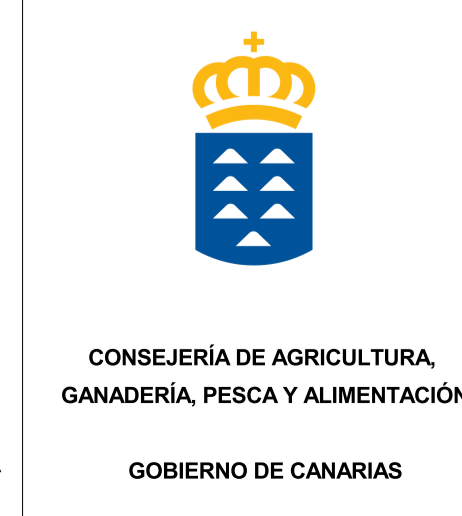 CONSEJERÍA DE AGRICULTURA,
GANADERÍA, PESCA Y ALIMENTACIÓN
GOBIERNO DE CANARIAS